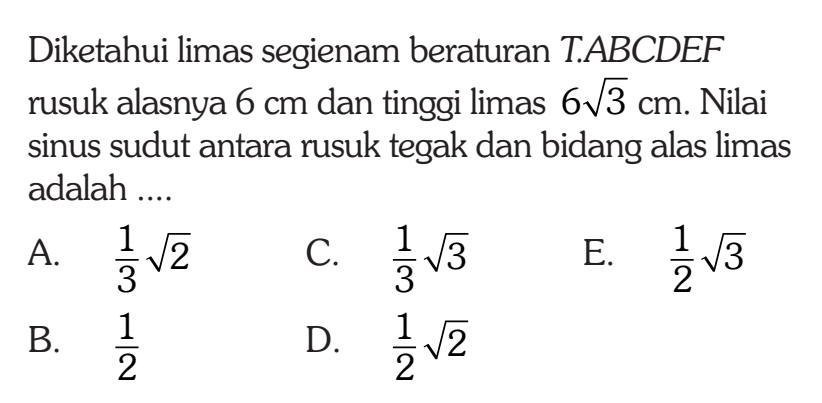 Diketahui limas segienam beraturan T.ABCDEF
rusuk alasnya 6 cm dan tinggi limas 6√3 cm. Nilai
sinus sudut antara rusuk tegak dan bidang alas limas
adalah ....
A. 1/3 √2 C. 1/3 √3 E. 1/2 √3
B. 1/2 D. 1/2 √2